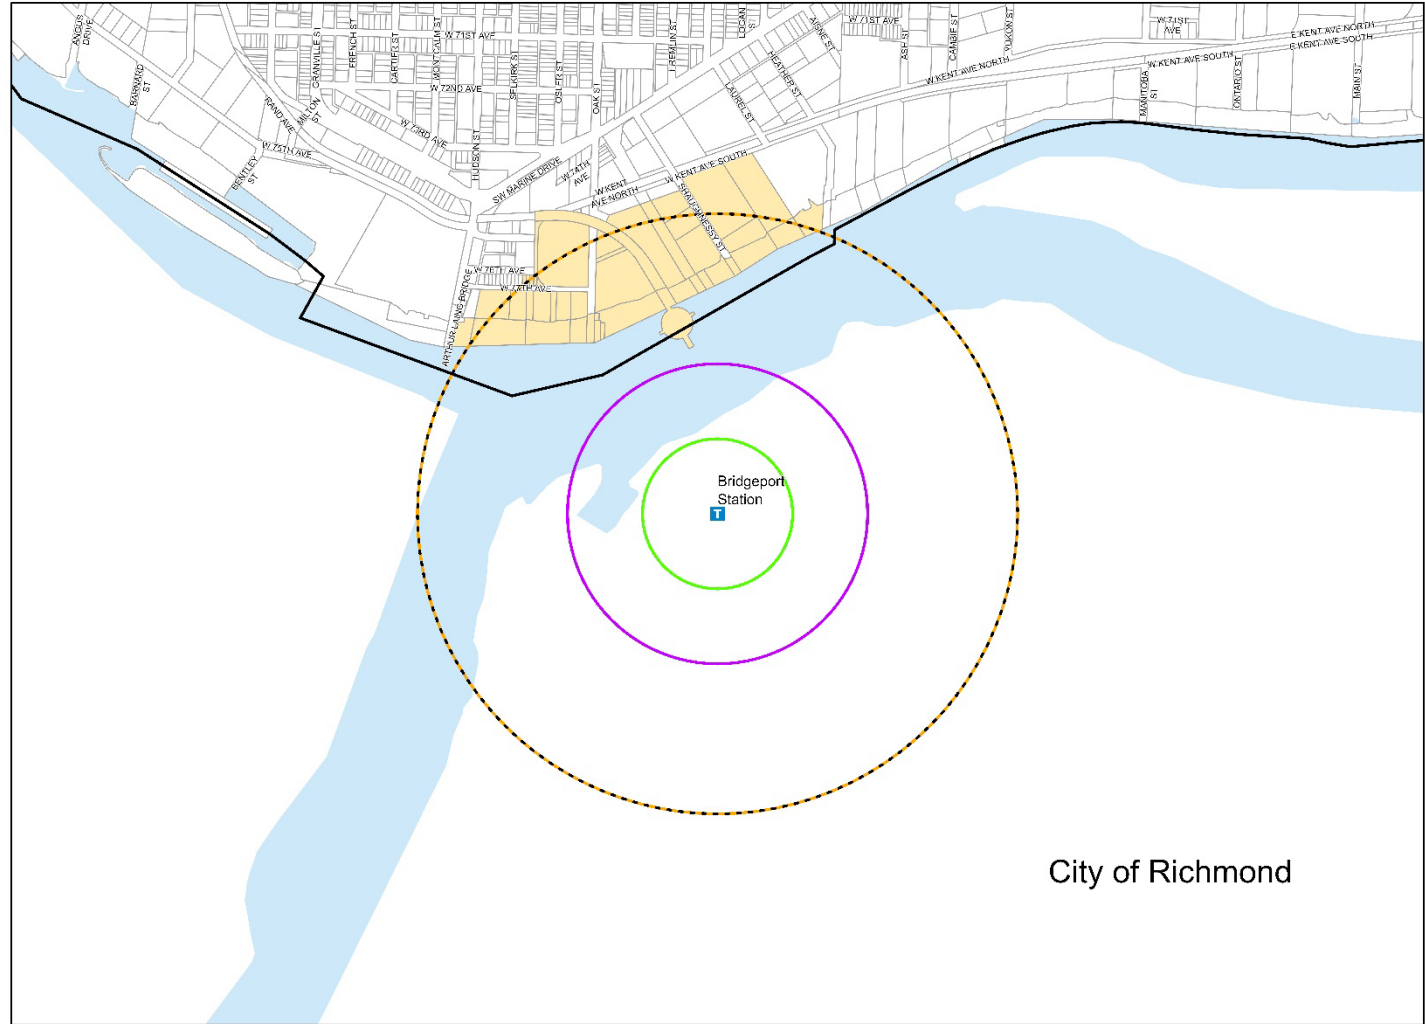 ANGUS
DRIVE
BARNARD
ST
GRANVILLE ST
FRENCH ST
CARTIER ST
MONTCALM ST
W 71ST AVE
SELKIRK ST
OSLER ST
OAK ST
W 72ND AVE
CREMLIN ST
LOGAN
ST
AISNE ST
HEATHER ST
LAUREL ST
W 71ST AVE
ASH ST
CAMBIE ST
YUKON ST
W 71ST
AVE
E KENT AVE NORTH
E KENT AVE SOUTH
W KENT AVE NORTH
W KENT AVE SOUTH
MANITOBA
ST
ONTARIO ST
MAIN ST
RAND AVE
MILTON
ST
W 73RD AVE
W 75TH AVE
BENTLEY
ST
HUDSON ST
SW MARINE DRIVE
W 74TH
AVE
W KENT
AVE NORTH
W KENT AVE SOUTH
SHAUGHNESSY ST
W 76TH AVE
W 77TH AVE
ARTHUR LAING BRIDGE
Bridgeport
Station
T
City of Richmond